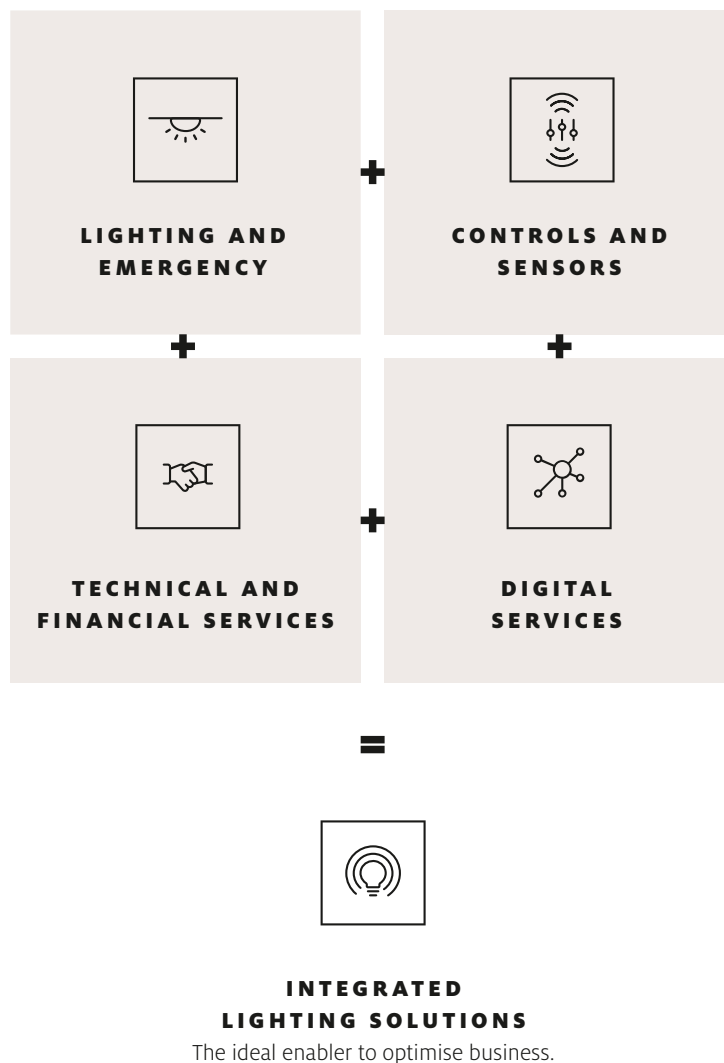 +
LIGHTING AND
EMERGENCY
CONTROLS AND
SENSORS
+
+
TECHNICAL AND
FINANCIAL SERVICES
+
DIGITAL
SERVICES
=
INTEGRATED
LIGHTING SOLUTIONS
The ideal enabler to optimise business.